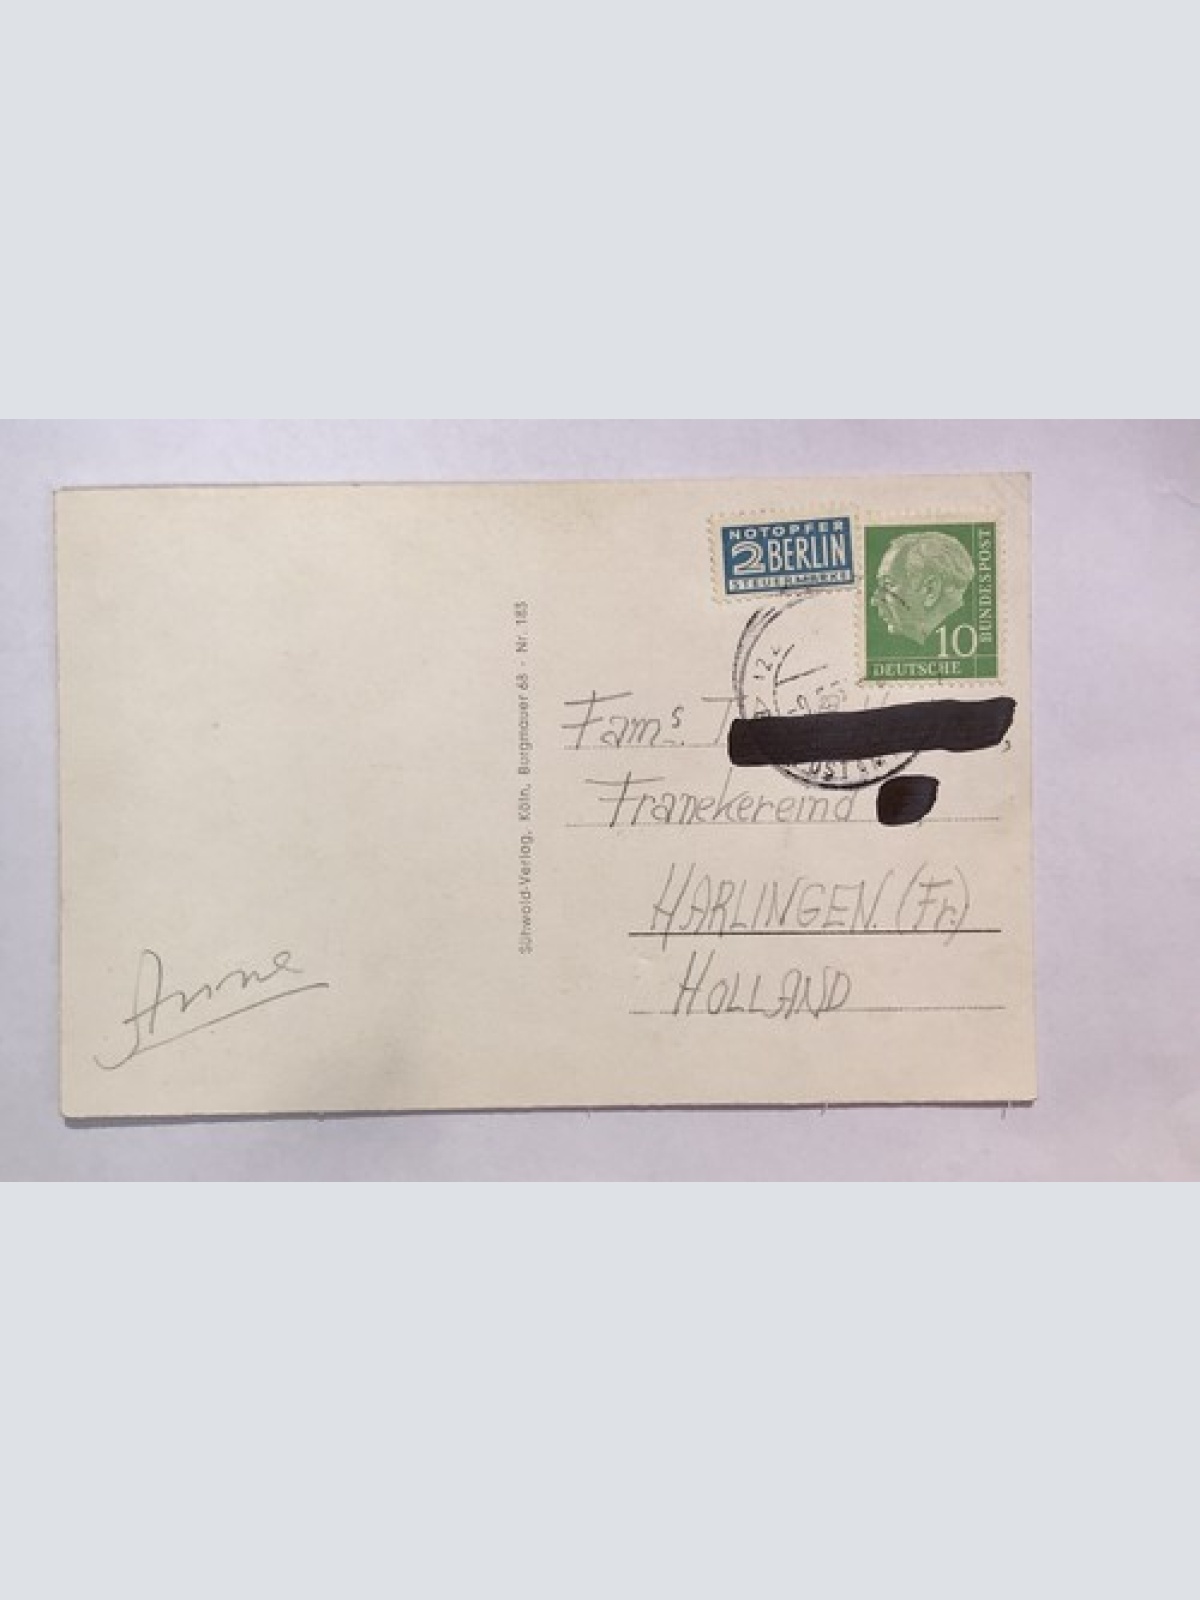 NOTOPFER
2 BERLIN
STEUERMARKE
DEUTSCHE
BUNDESPOST
10
Fam.s
Franekereind
HARLINGEN. (Fr.)
HOLLAND
Sühwold-Verlag, Köln, Burgmauer 68 - Nr. 183
Anne